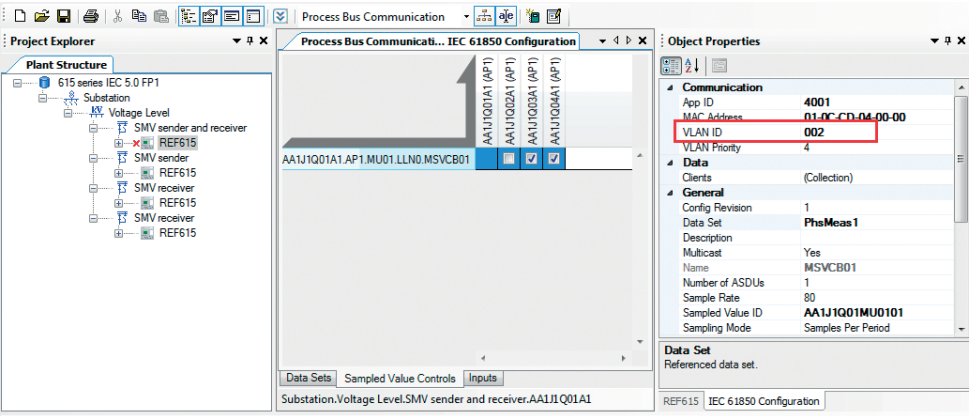 Process Bus Communication
Project Explorer
Plant Structure
615 series IEC 5.0 FP1
Substation
Voltage Level
SMV sender and receiver
REF615
SMV sender
REF615
SMV receiver
REF615
SMV receiver
REF615
Process Bus Communicati... IEC 61850 Configuration
AA1J1Q01A1 (AP1)
AA1J1Q02A1 (AP1)
AA1J1Q03A1 (AP1)
AA1J1Q04A1 (AP1)
AA1J1Q01A1.AP1.MU01.LLN0.MSVCB01
Data Sets Sampled Value Controls Inputs
Substation.Voltage Level.SMV sender and receiver.AA1J1Q01A1
Object Properties
Communication
App ID 4001
MAC Address 01-0C-CD-04-00-00
VLAN ID 002
VLAN Priority 4
Data
Clients (Collection)
General
Config Revision 1
Data Set PhsMeas1
Description
Multicast Yes
Name MSVCB01
Number of ASDUs 1
Sample Rate 80
Sampled Value ID AA1J1Q01MU0101
Sampling Mode Samples Per Period
Data Set
Referenced data set.
REF615 IEC 61850 Configuration